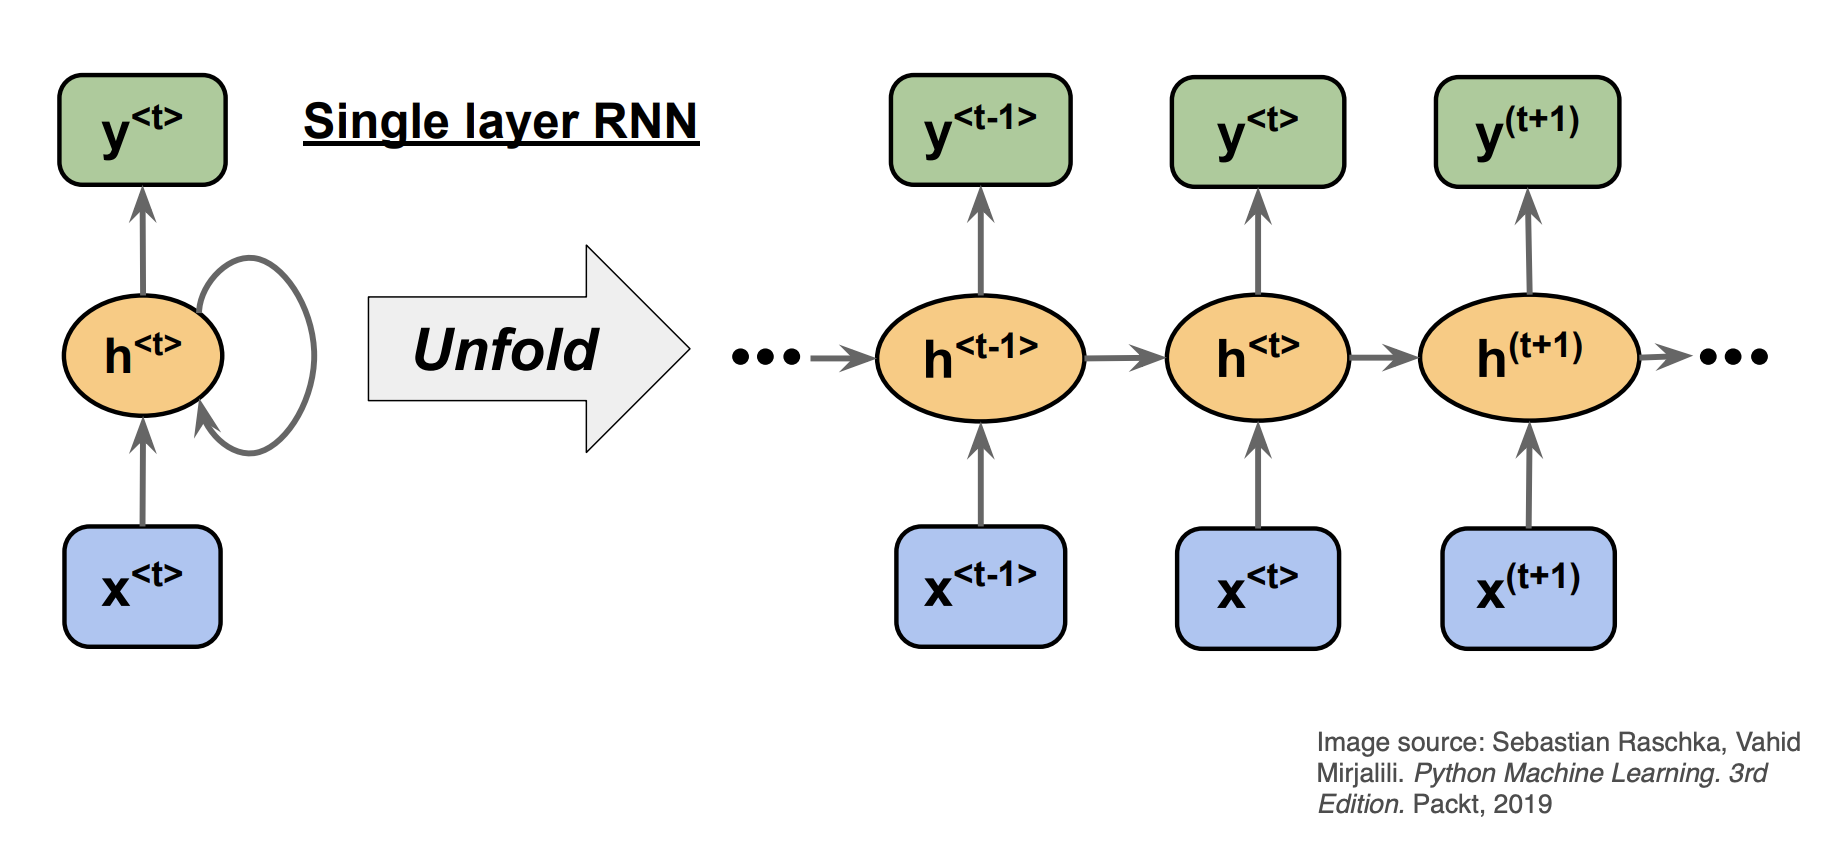 Single layer RNN
y<t>
h<t>
x<t>
Unfold
y<t-1>
y<t>
y(t+1)
h<t-1>
h<t>
h(t+1)
x<t-1>
x<t>
x(t+1)
Image source: Sebastian Raschka, Vahid
Mirjalili. Python Machine Learning. 3rd
Edition. Packt, 2019